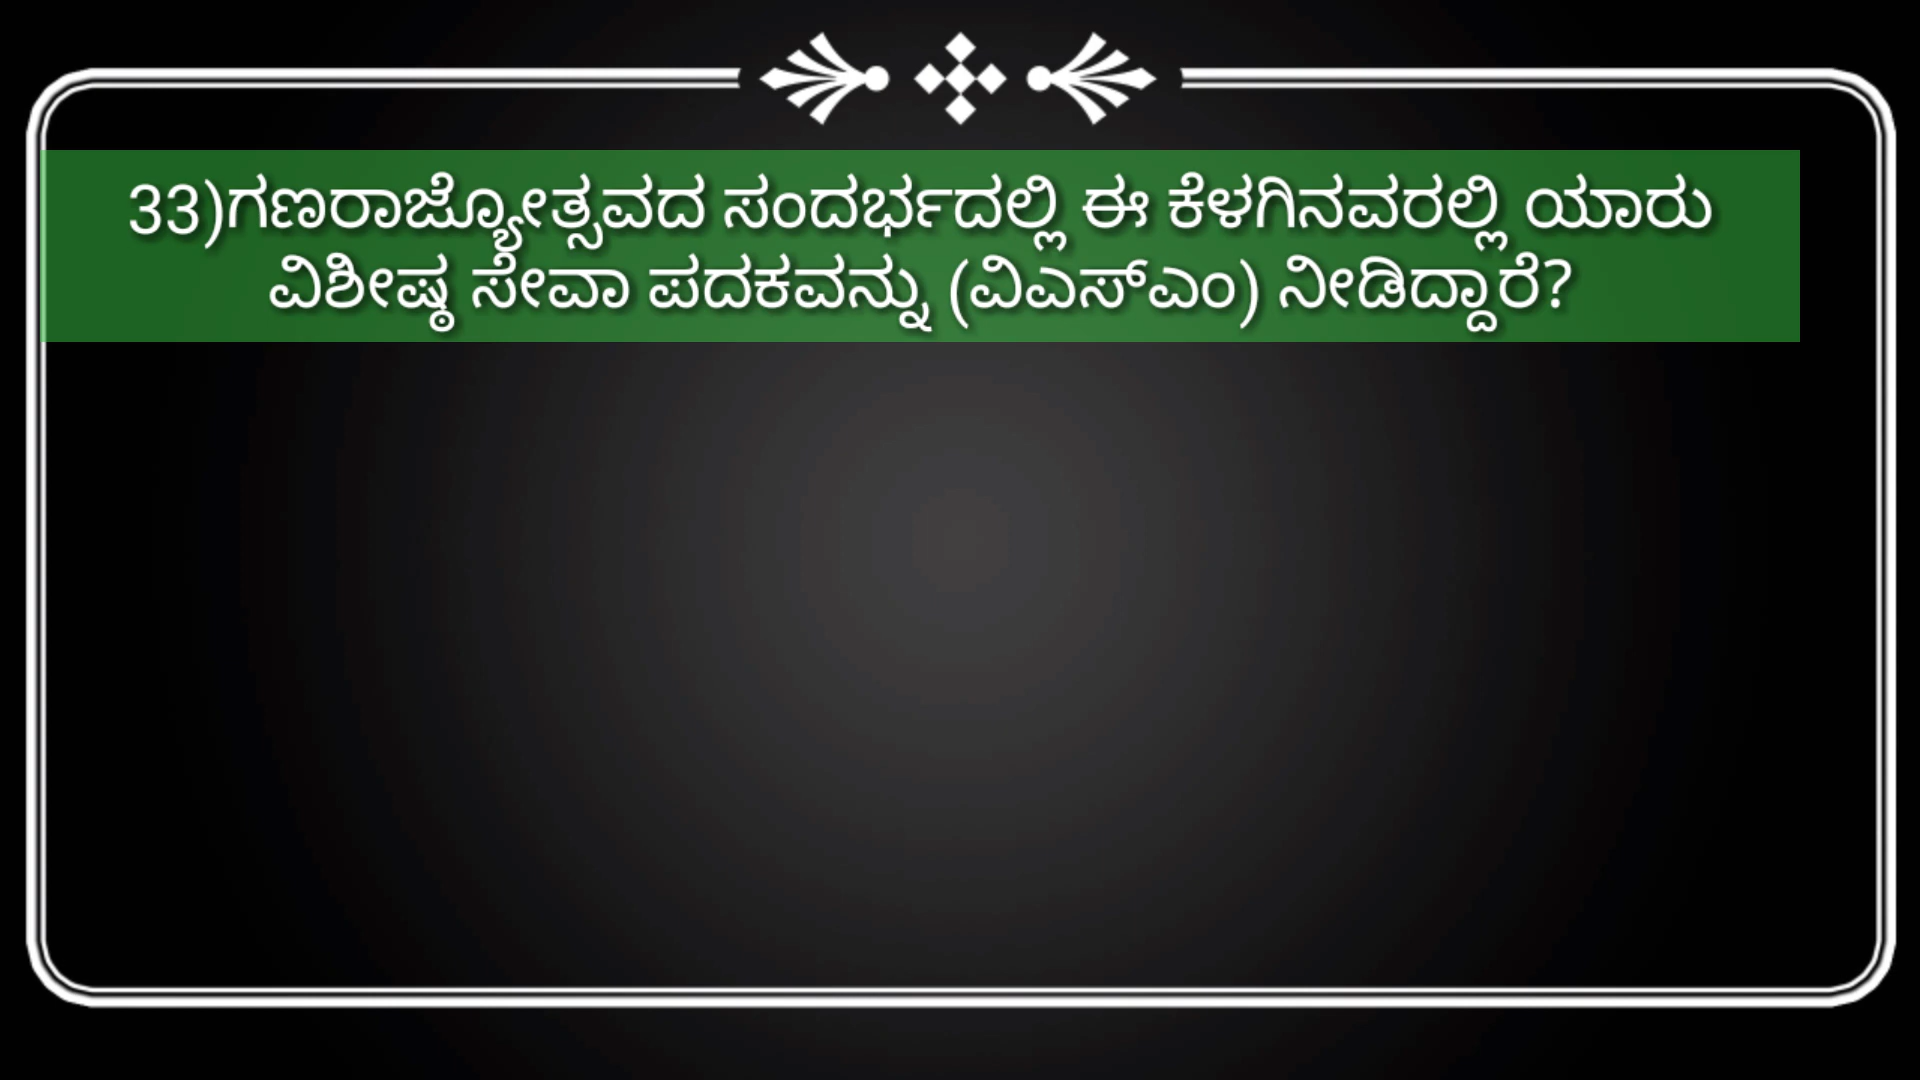 33)ಗಣರಾಜ್ಯೋತ್ಸವದ ಸಂದರ್ಭದಲ್ಲಿ ಈ ಕೆಳಗಿನವರಲ್ಲಿ ಯಾರು
ವಿಶೀಷ್ಠ ಸೇವಾ ಪದಕವನ್ನು (ವಿಎಸ್ಎಂ) ನೀಡಿದ್ದಾರೆ?